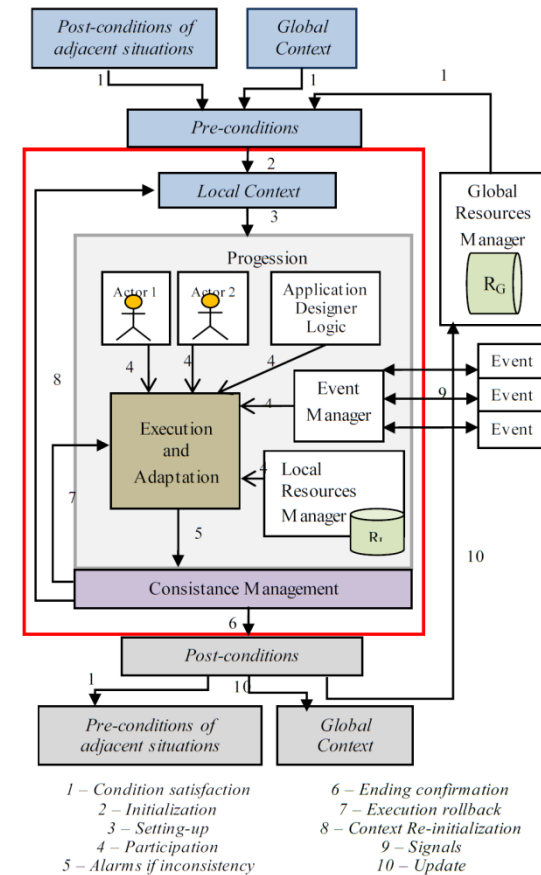 Post-conditions of
adjacent situations
Global
Context
1
1
1
Pre-conditions
2
Local Context
3
Global
Resources
Manager
R_G
Progession
Actor 1
Actor 2
Application
Designer
Logic
4
4
4
8
Event
Manager
4
9
Event
Event
Event
Execution
and
Adaptation
Local
Resources
Manager
4
7
5
10
Consistance Management
6
Post-conditions
1
10
Pre-conditions of
adjacent situations
Global
Context
1 – Condition satisfaction
2 – Initialization
3 – Setting-up
4 – Participation
5 – Alarms if inconsistency
6 – Ending confirmation
7 – Execution rollback
8 – Context Re-initialization
9 – Signals
10 – Update